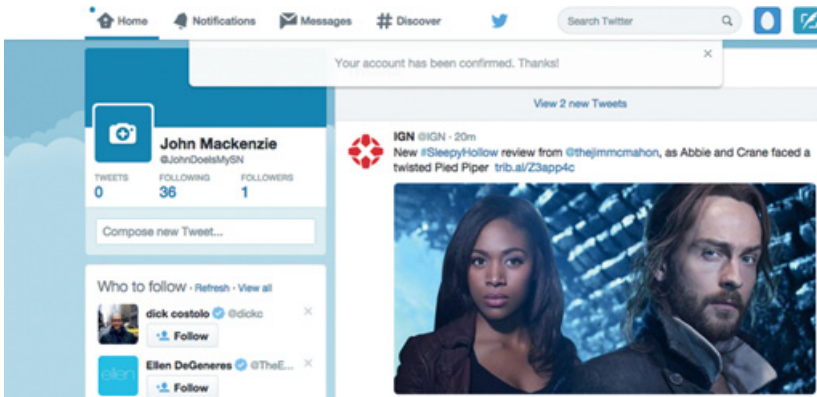 Home Notifications Messages Discover Search Twitter
Your account has been confirmed. Thanks!
View 2 new Tweets
John Mackenzie
@JohnDoeIsMySN
TWEETS FOLLOWING FOLLOWERS
0 36 1
Compose new Tweet...
Who to follow · Refresh · View all
dick costolo @dickc
Follow
Ellen DeGeneres @TheE...
Follow
IGN @IGN · 20m
New #SleepyHollow review from @thejimmcmahon, as Abbie and Crane faced a
twisted Pied Piper trib.al/Z3app4c
ellen